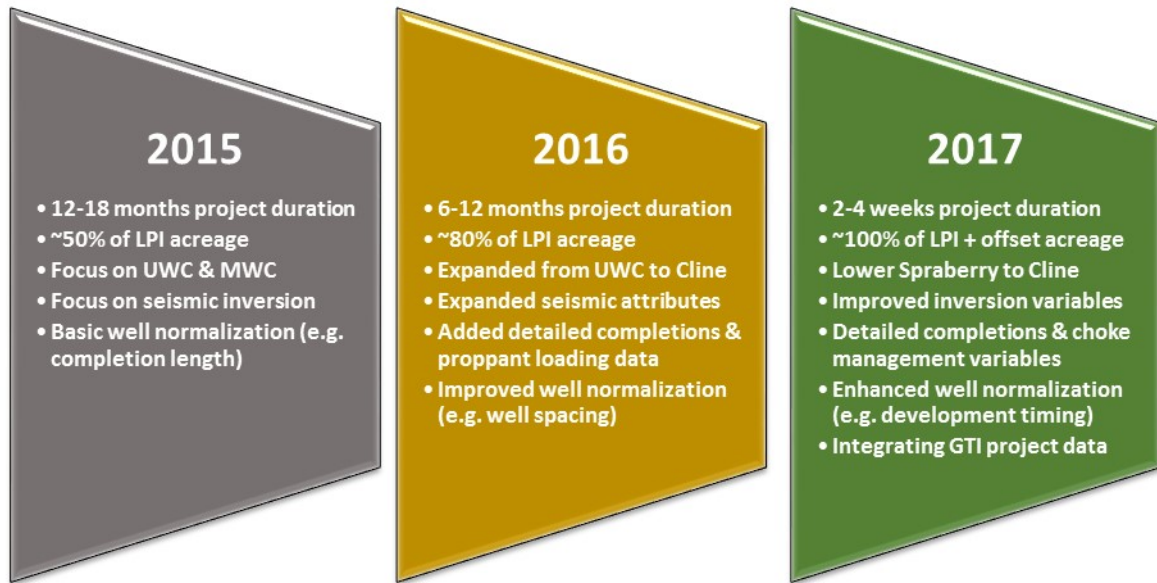 2015
• 12-18 months project duration
• ~50% of LPI acreage
• Focus on UWC & MWC
• Focus on seismic inversion
• Basic well normalization (e.g.
completion length)
2016
• 6-12 months project duration
• ~80% of LPI acreage
• Expanded from UWC to Cline
• Expanded seismic attributes
• Added detailed completions &
proppant loading data
• Improved well normalization
(e.g. well spacing)
2017
• 2-4 weeks project duration
• ~100% of LPI + offset acreage
• Lower Spraberry to Cline
• Improved inversion variables
• Detailed completions & choke
management variables
• Enhanced well normalization
(e.g. development timing)
• Integrating GTI project data